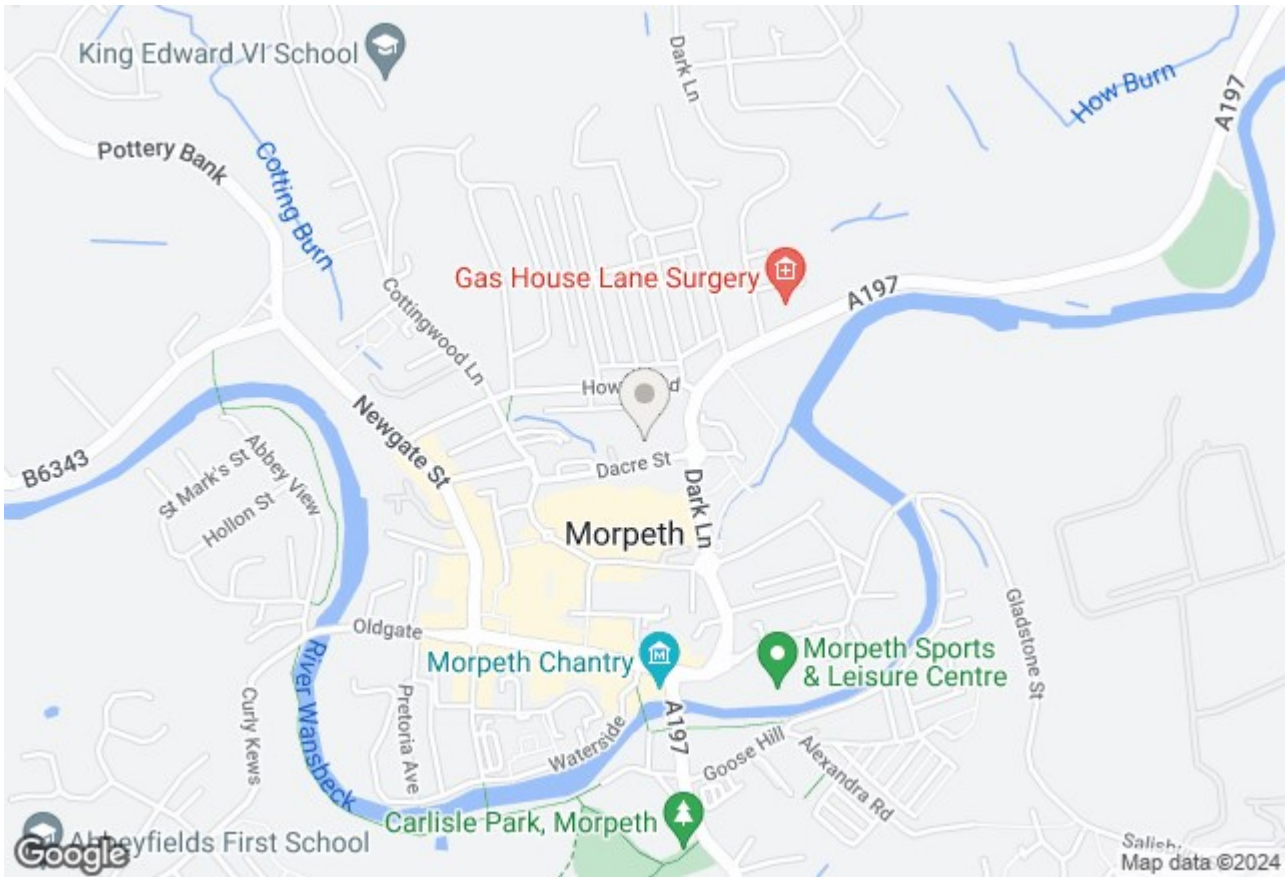 King Edward VI School
Dark Ln
How Burn
A197
Pottery Bank
Cotting Burn
Gas House Lane Surgery
A197
Cottingwood Ln
Newgate St
Dacre St
B6343
St Mark's St
Abbey View
Hollon St
Dark Ln
Morpeth
Gladstone St
Oldgate
Morpeth Chantry
Morpeth Sports
& Leisure Centre
River Wansbeck
Curly Kews
Pretoria Ave
Waterside
A197
Goose Hill
Alexandra Rd
Carlisle Park, Morpeth
Abbeyfields First School
Google
Map data ©2024